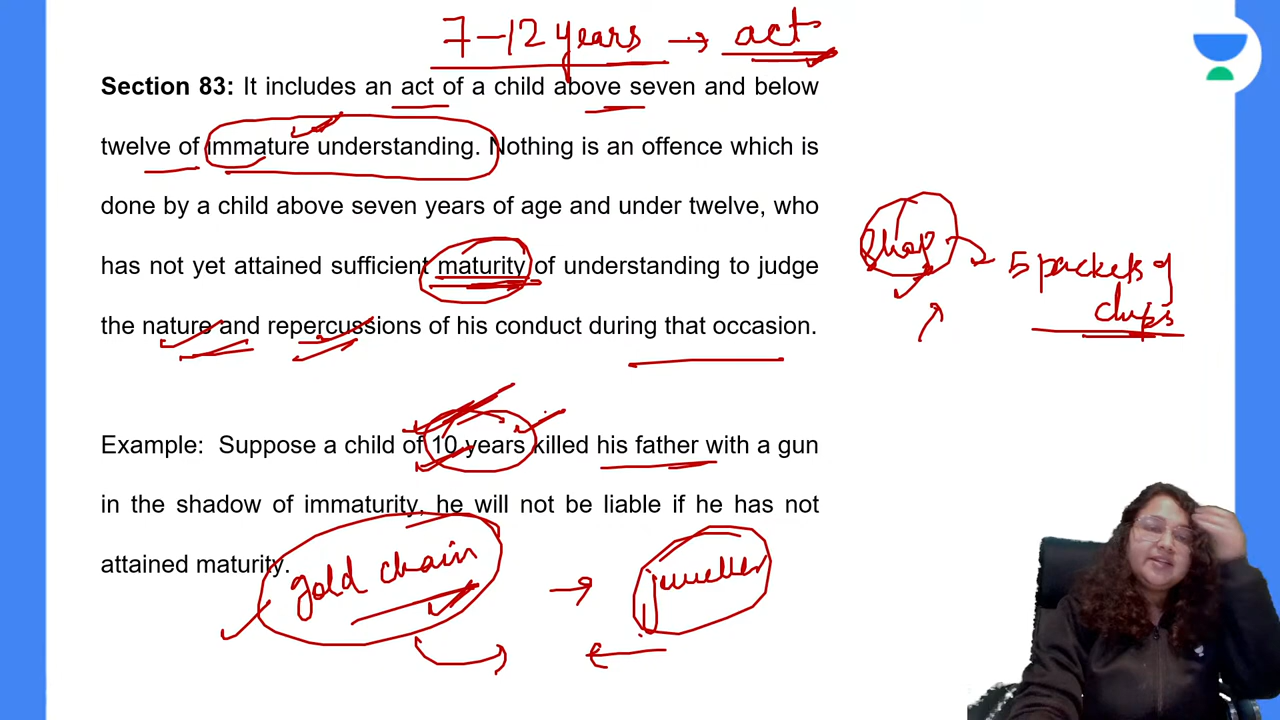 7-12 years → act
Section 83: It includes an act of a child above seven and below
twelve of immature understanding. Nothing is an offence which is
done by a child above seven years of age and under twelve, who
has not yet attained sufficient maturity of understanding to judge
the nature and repercussions of his conduct during that occasion.
Shop
5 packets of
chips
Example: Suppose a child of 10 years killed his father with a gun
in the shadow of immaturity, he will not be liable if he has not
attained maturity.
gold chain → jeweller